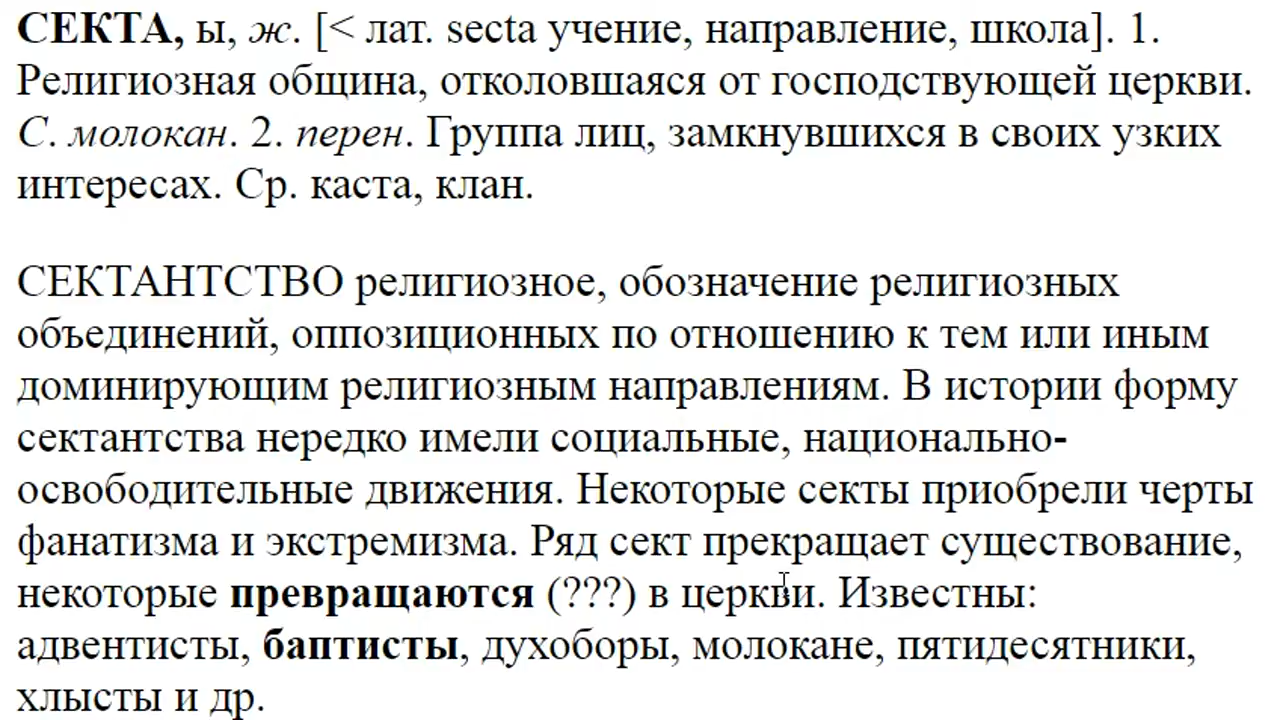 СЕКТА, ы, ж. [< лат. secta учение, направление, школа]. 1.
Религиозная община, отколовшаяся от господствующей церкви.
С. молокан. 2. перен. Группа лиц, замкнувшихся в своих узких
интересах. Ср. каста, клан.
СЕКТАНТСТВО религиозное, обозначение религиозных
объединений, оппозиционных по отношению к тем или иным
доминирующим религиозным направлениям. В истории форму
сектантства нередко имели социальные, национально-
освободительные движения. Некоторые секты приобрели черты
фанатизма и экстремизма. Ряд сект прекращает существование,
некоторые превращаются (???) в церкви. Известны:
адвентисты, баптисты, духоборы, молокане, пятидесятники,
хлысты и др.